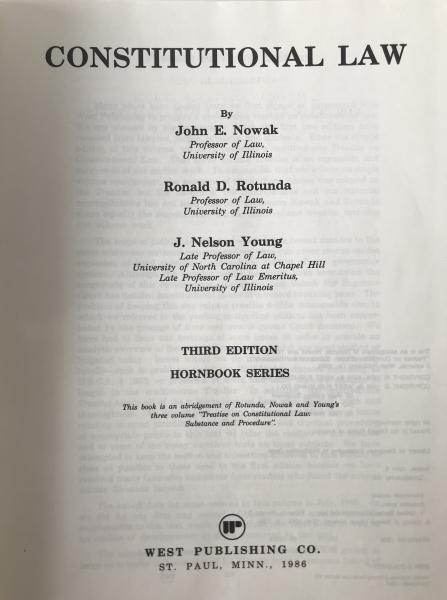 CONSTITUTIONAL LAW
By
John E. Nowak
Professor of Law,
University of Illinois
Ronald D. Rotunda
Professor of Law,
University of Illinois
J. Nelson Young
Late Professor of Law,
University of North Carolina at Chapel Hill
Late Professor of Law Emeritus,
University of Illinois
THIRD EDITION
HORNBOOK SERIES
This book is an abridgement of Rotunda, Nowak and Young's
three volume "Treatise on Constitutional Law:
Substance and Procedure".
WEST PUBLISHING CO.
ST. PAUL, MINN., 1986